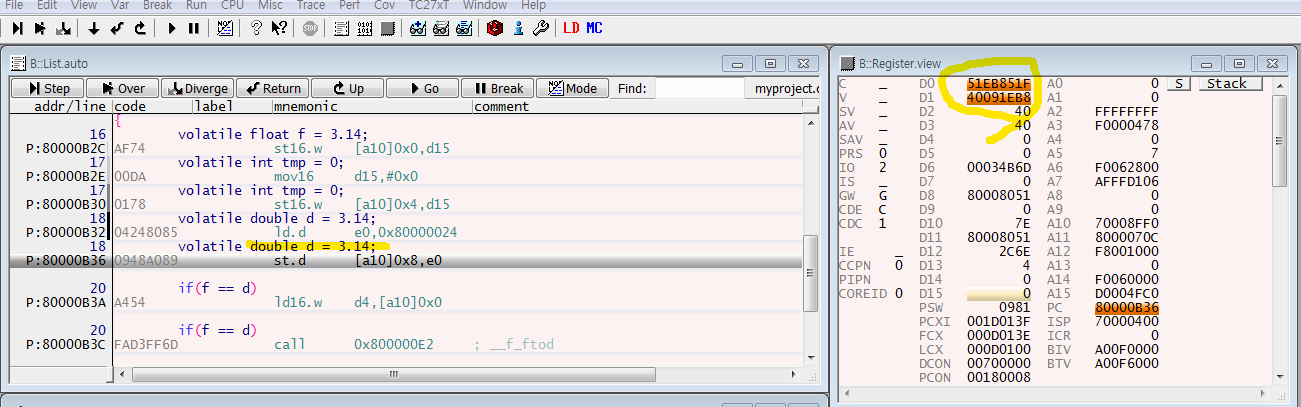 File Edit View Var Break Run CPU Misc Trace Perf Cov TC27xT Window Help
STOP LD MC
B::List.auto
Step Over Diverge Return Up Go Break Mode Find: myproject.c
addr/line code label mnemonic comment
{
16 volatile float f = 3.14;
P:80000B2C AF74 st16.w [a10]0x0,d15
17 volatile int tmp = 0;
P:80000B2E 00DA mov16 d15,#0x0
17 volatile int tmp = 0;
P:80000B30 0178 st16.w [a10]0x4,d15
18 volatile double d = 3.14;
P:80000B32 04248085 ld.d e0,0x80000024
18 volatile double d = 3.14;
P:80000B36 0948A089 st.d [a10]0x8,e0
20 if(f == d)
P:80000B3A A454 ld16.w d4,[a10]0x0
20 if(f == d)
P:80000B3C FAD3FF6D call 0x800000E2 ; __f_ftod
B::Register.view
C _ D0 51EB851F A0 0 S Stack
V _ D1 40091EB8 A1 0
SV _ D2 40 A2 FFFFFFFF
AV _ D3 40 A3 F0000478
SAV _ D4 0 A4 0
PRS 0 D5 0 A5 7
IO 2 D6 00034B6D A6 F0062800
IS _ D7 0 A7 AFFFD106
GW G D8 80008051 A8 0
CDE C D9 0 A9 0
CDC 1 D10 7E A10 70008FF0
D11 80008051 A11 8000070C
IE _ D12 2C6E A12 F8001000
CCPN 0 D13 4 A13 0
PIPN D14 0 A14 F0060000
COREID 0 D15 0 A15 D0004FC0
PSW 0981 PC 80000B36
PCXI 001D013F ISP 70000400
FCX 000D013E ICR 0
LCX 000D0100 BIV A00F0000
DCON 00700000 BTV A00F6000
PCON 00180008